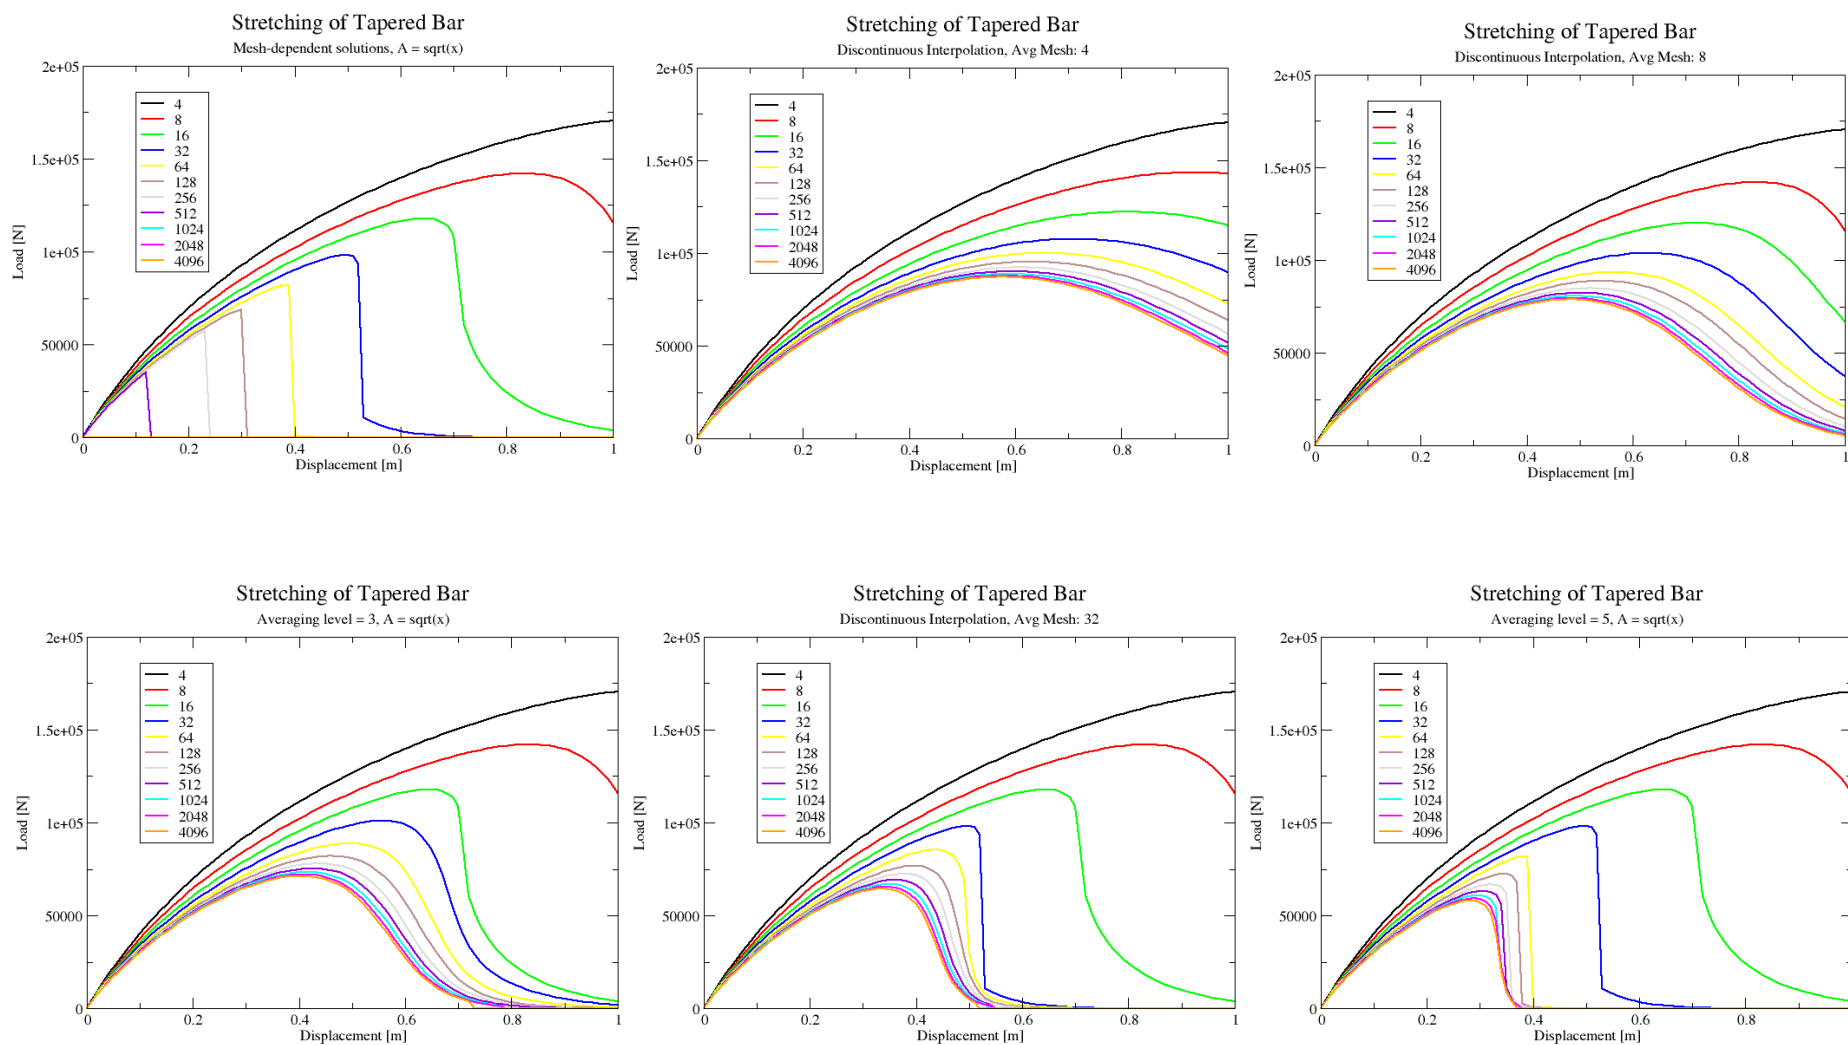 Stretching of Tapered Bar
Mesh-dependent solutions, A = sqrt(x)
2e+05
1.5e+05
1e+05
50000
0
Load [N]
4
8
16
32
64
128
256
512
1024
2048
4096
0 0.2 0.4 0.6 0.8 1
Displacement [m]
Stretching of Tapered Bar
Discontinuous Interpolation, Avg Mesh: 4
2e+05
1.5e+05
1e+05
50000
0
Load [N]
4
8
16
32
64
128
256
512
1024
2048
4096
0 0.2 0.4 0.6 0.8 1
Displacement [m]
Stretching of Tapered Bar
Discontinuous Interpolation, Avg Mesh: 8
2e+05
1.5e+05
1e+05
50000
0
Load [N]
4
8
16
32
64
128
256
512
1024
2048
4096
0 0.2 0.4 0.6 0.8 1
Displacement [m]
Stretching of Tapered Bar
Averaging level = 3, A = sqrt(x)
2e+05
1.5e+05
1e+05
50000
0
Load [N]
4
8
16
32
64
128
256
512
1024
2048
4096
0 0.2 0.4 0.6 0.8 1
Displacement [m]
Stretching of Tapered Bar
Discontinuous Interpolation, Avg Mesh: 32
2e+05
1.5e+05
1e+05
50000
0
Load [N]
4
8
16
32
64
128
256
512
1024
2048
4096
0 0.2 0.4 0.6 0.8 1
Displacement [m]
Stretching of Tapered Bar
Averaging level = 5, A = sqrt(x)
2e+05
1.5e+05
1e+05
50000
0
Load [N]
4
8
16
32
64
128
256
512
1024
2048
4096
0 0.2 0.4 0.6 0.8
Displacement [m]